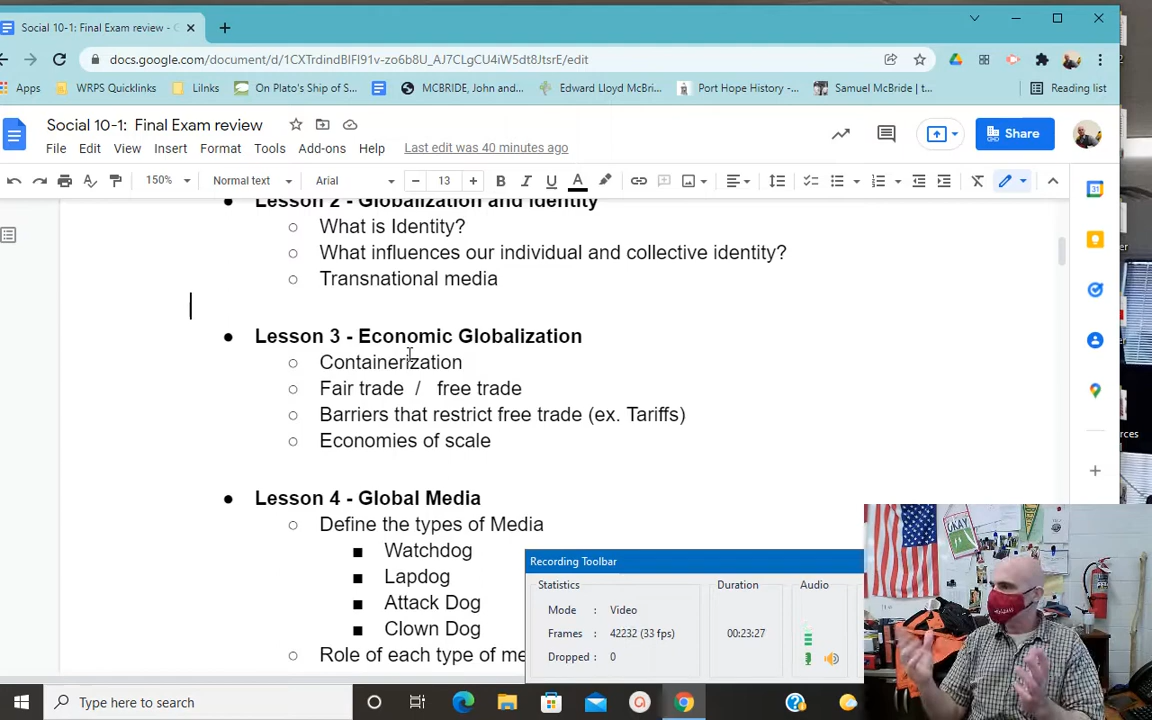 Social 10-1: Final Exam review -
docs.google.com/document/d/1CXTrdindBIFI91v-zo6b8U_AJ7CLgCU4iW5dt8JtsrE/edit
Apps WRPS Quicklinks LiInks On Plato's Ship of S... MCBRIDE, John and... Edward Lloyd McBri... Port Hope History -... Samuel McBride | t... Reading list
Social 10-1: Final Exam review
Share
File Edit View Insert Format Tools Add-ons Help Last edit was 40 minutes ago
150% Normal text Arial 13 B I U A
31
Lesson 2 - Globalization and Identity
What is Identity?
What influences our individual and collective identity?
Transnational media
Lesson 3 - Economic Globalization
Containerization
Fair trade / free trade
Barriers that restrict free trade (ex. Tariffs)
Economies of scale
Lesson 4 - Global Media
Define the types of Media
Watchdog
Lapdog
Attack Dog
Clown Dog
Role of each type of me
Recording Toolbar
Statistics Duration Audio
Mode : Video
Frames : 42232 (33 fps) 00:23:27
Dropped : 0
OKAY
Type here to search